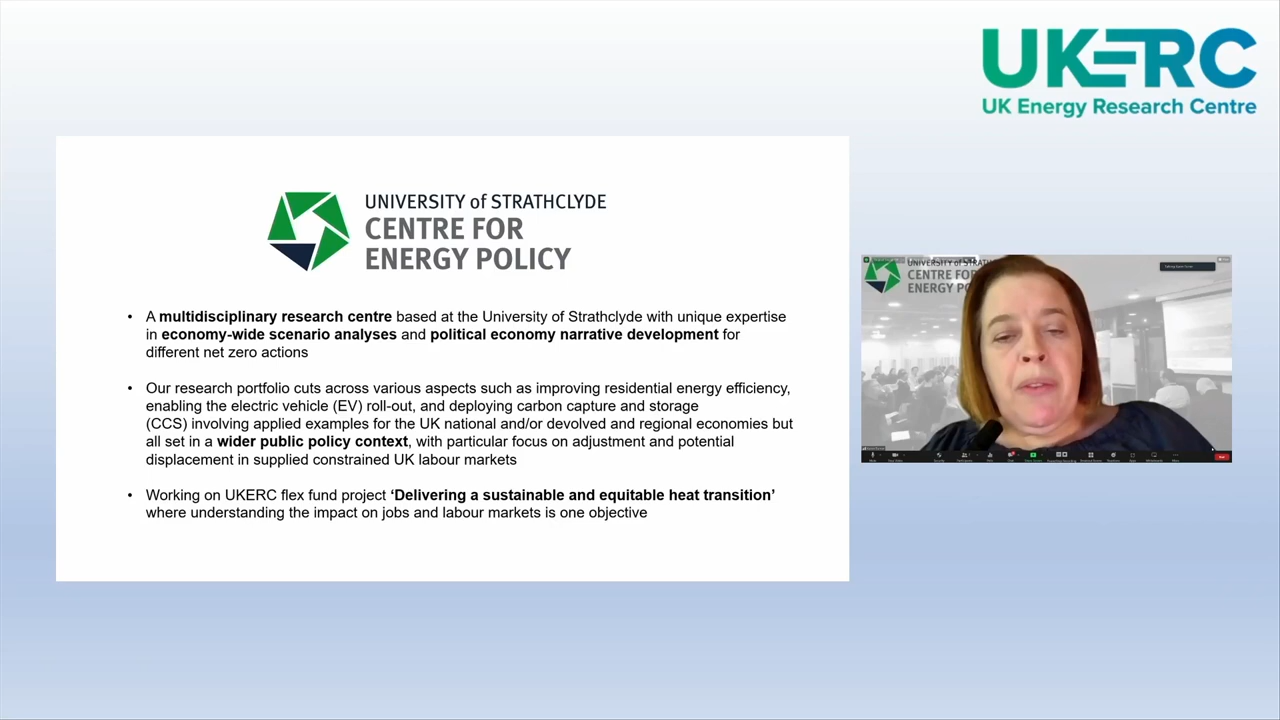 UKERC
UK Energy Research Centre
UNIVERSITY of STRATHCLYDE
CENTRE FOR
ENERGY POLICY
• A multidisciplinary research centre based at the University of Strathclyde with unique expertise
in economy-wide scenario analyses and political economy narrative development for
different net zero actions
• Our research portfolio cuts across various aspects such as improving residential energy efficiency,
enabling the electric vehicle (EV) roll-out, and deploying carbon capture and storage
(CCS) involving applied examples for the UK national and/or devolved and regional economies but
all set in a wider public policy context, with particular focus on adjustment and potential
displacement in supplied constrained UK labour markets
• Working on UKERC flex fund project ‘Delivering a sustainable and equitable heat transition’
where understanding the impact on jobs and labour markets is one objective
UNIVERSITY of STRATH
CENTRE FO
ENERGY PO